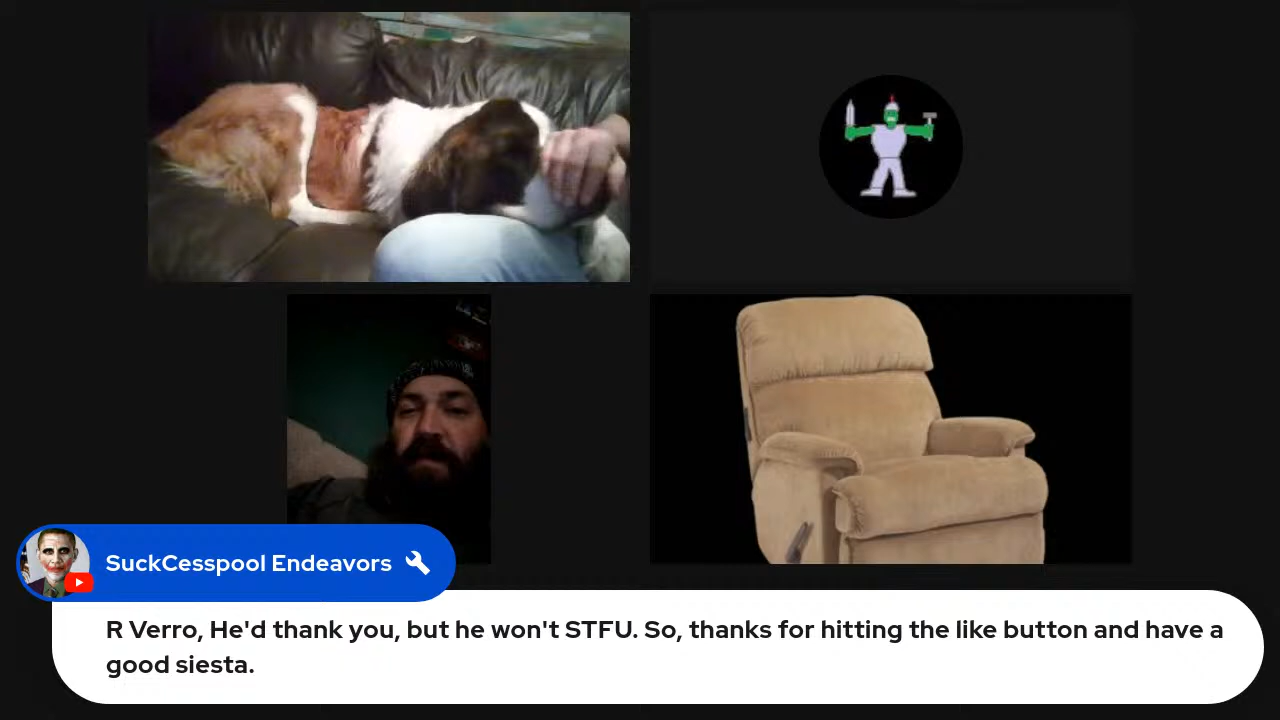 SuckCesspool Endeavors
R Verro, He'd thank you, but he won't STFU. So, thanks for hitting the like button and have a
good siesta.